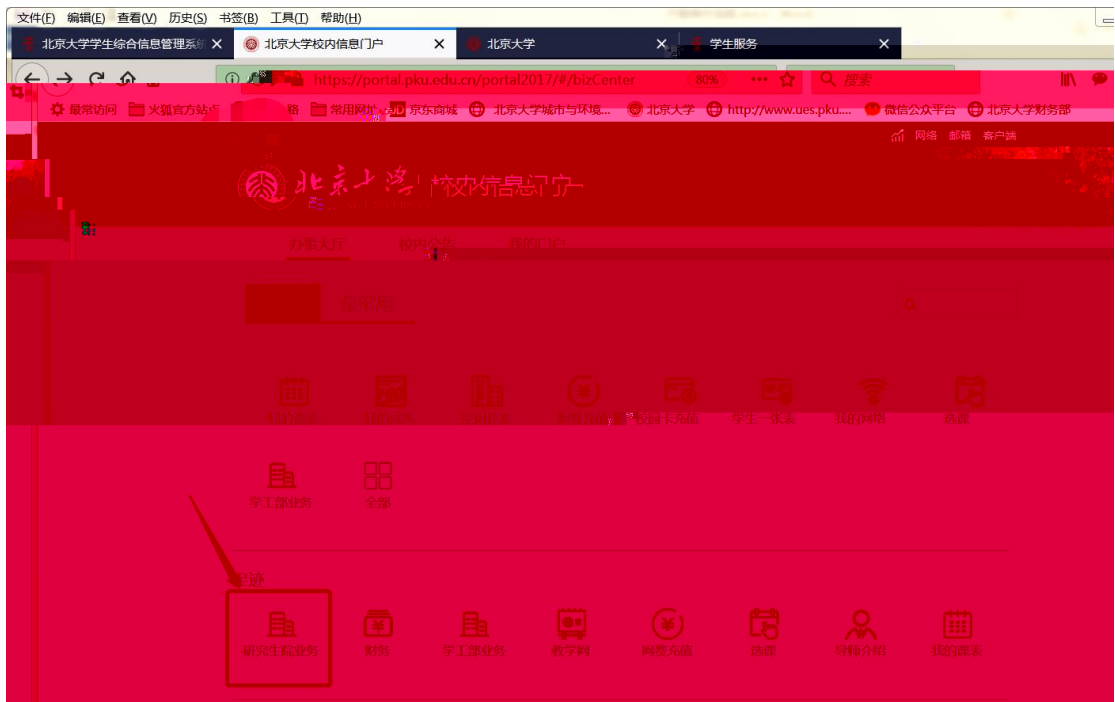 文件(F) 编辑(E) 查看(V) 历史(S) 书签(B) 工具(T) 帮助(H)
北京大学学生综合信息管理系统 北京大学校内信息门户 北京大学 学生服务
https://portal.pku.edu.cn/portal2017/#/bizCenter 80% 搜索
最常访问 火狐官方站点 常用网址 京东商城 北京大学城市与环境... 北京大学 http://www.ues.pku.... 微信公众平台 北京大学财务部
网络 邮箱 客户端
北京大学 校内信息门户
办事大厅 校内公告 我的门户
校园卡充值 学生一张表 我的网络 选课
学工部业务 全部
足迹
研究生院业务 财务 学工部业务 教学网 网费充值 选课 导师介绍 我的课表